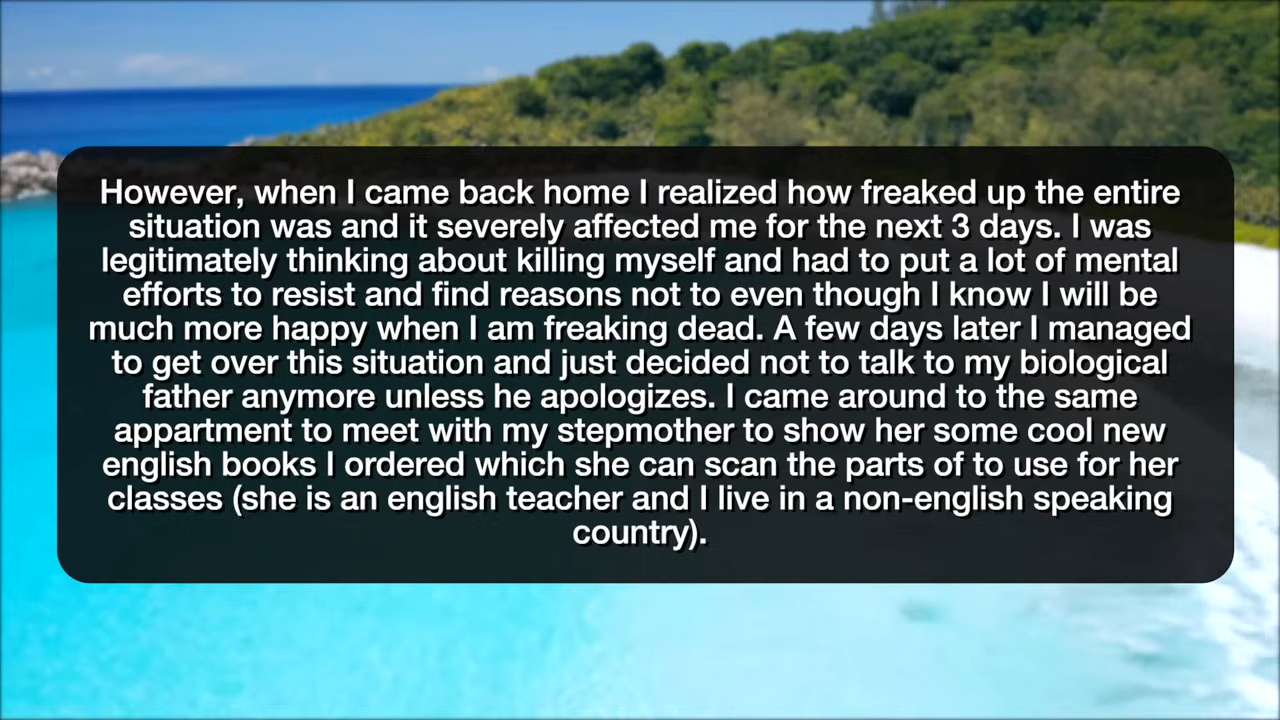 However, when I came back home I realized how freaked up the entire
situation was and it severely affected me for the next 3 days. I was
legitimately thinking about killing myself and had to put a lot of mental
efforts to resist and find reasons not to even though I know I will be
much more happy when I am freaking dead. A few days later I managed
to get over this situation and just decided not to talk to my biological
father anymore unless he apologizes. I came around to the same
appartment to meet with my stepmother to show her some cool new
english books I ordered which she can scan the parts of to use for her
classes (she is an english teacher and I live in a non-english speaking
country).